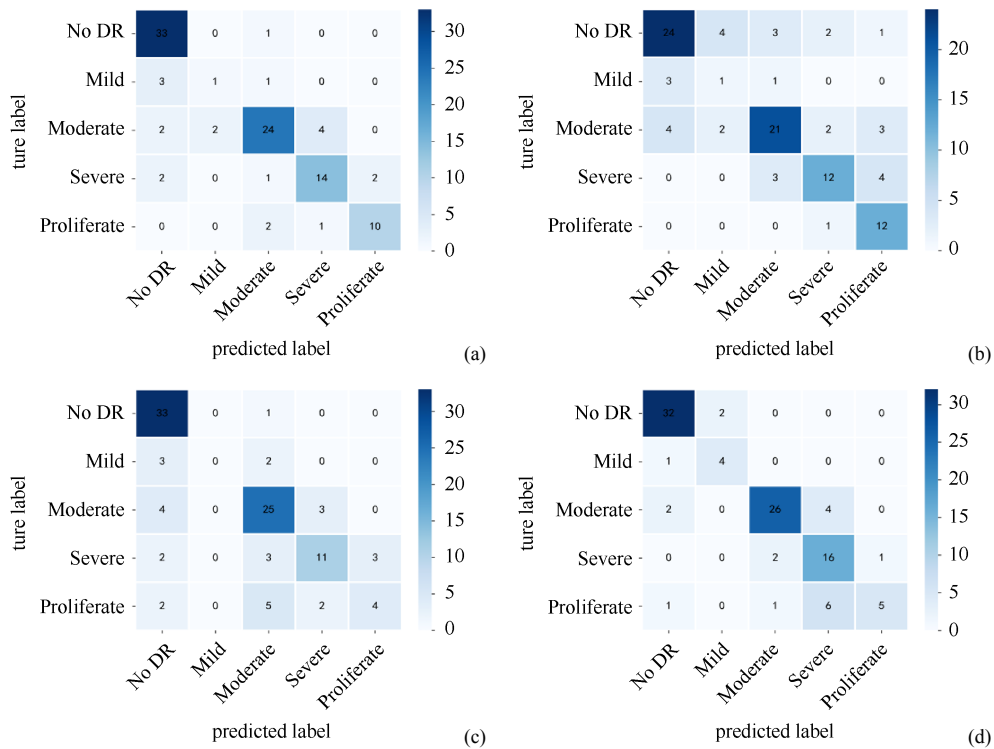 No DR 33 0 1 0 0
Mild 3 1 1 0 0
Moderate 2 2 24 4 0
Severe 2 0 1 14 2
Proliferate 0 0 2 1 10
ture label
No DR Mild Moderate Severe Proliferate
predicted label
30
25
20
15
10
5
0
(a)
No DR 24 4 3 2 1
Mild 3 1 1 0 0
Moderate 4 2 21 2 3
Severe 0 0 3 12 4
Proliferate 0 0 0 1 12
ture label
No DR Mild Moderate Severe Proliferate
predicted label
20
15
10
5
0
(b)
No DR 33 0 1 0 0
Mild 3 0 2 0 0
Moderate 4 0 25 3 0
Severe 2 0 3 11 3
Proliferate 2 0 5 2 4
ture label
No DR Mild Moderate Severe Proliferate
predicted label
30
25
20
15
10
5
0
(c)
No DR 32 2 0 0 0
Mild 1 4 0 0 0
Moderate 2 0 26 4 0
Severe 0 0 2 16 1
Proliferate 1 0 1 6 5
ture label
No DR Mild Moderate Severe Proliferate
predicted label
30
25
20
15
10
5
0
(d)